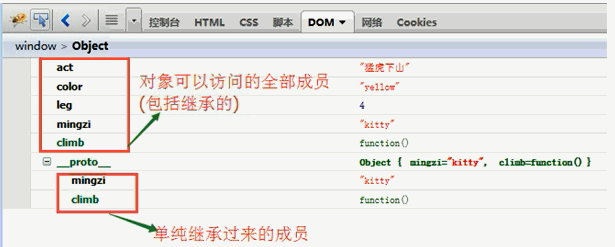 控制台 HTML CSS 脚本 DOM 网络 Cookies
window > Object
act "猛虎下山"
color "yellow"
leg 4
mingzi "kitty"
climb function()
__proto__ Object { mingzi="kitty", climb=function() }
mingzi "kitty"
climb function()
对象可以访问的全部成员
(包括继承的)
单纯继承过来的成员